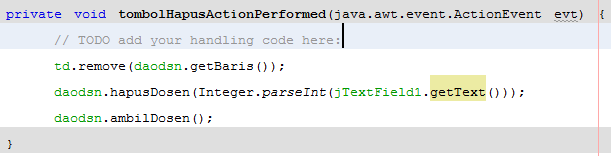 private void tombolHapusActionPerformed(java.awt.event.ActionEvent evt) {
// TODO add your handling code here:
td.remove(daodsn.getBaris());
daodsn.hapusDosen(Integer.parseInt(jTextField1.getText()));
daodsn.ambilDosen();
}